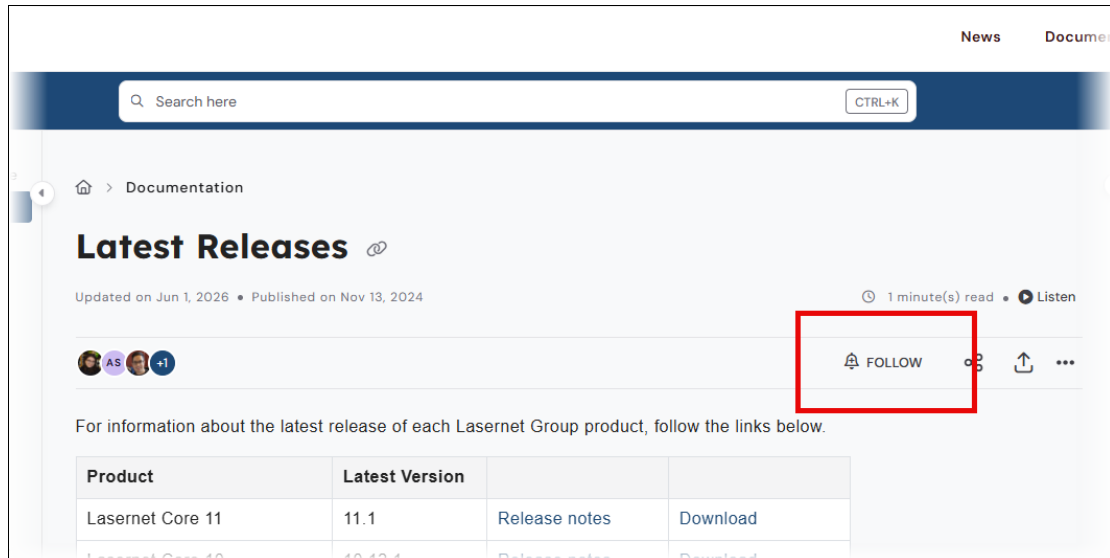 News Docume
Search here CTRL+K
Documentation
Latest Releases
Updated on Jun 1, 2026 • Published on Nov 13, 2024 1 minute(s) read • Listen
AS +1 FOLLOW
For information about the latest release of each Lasernet Group product, follow the links below.
Product Latest Version
Lasernet Core 11 11.1 Release notes Download